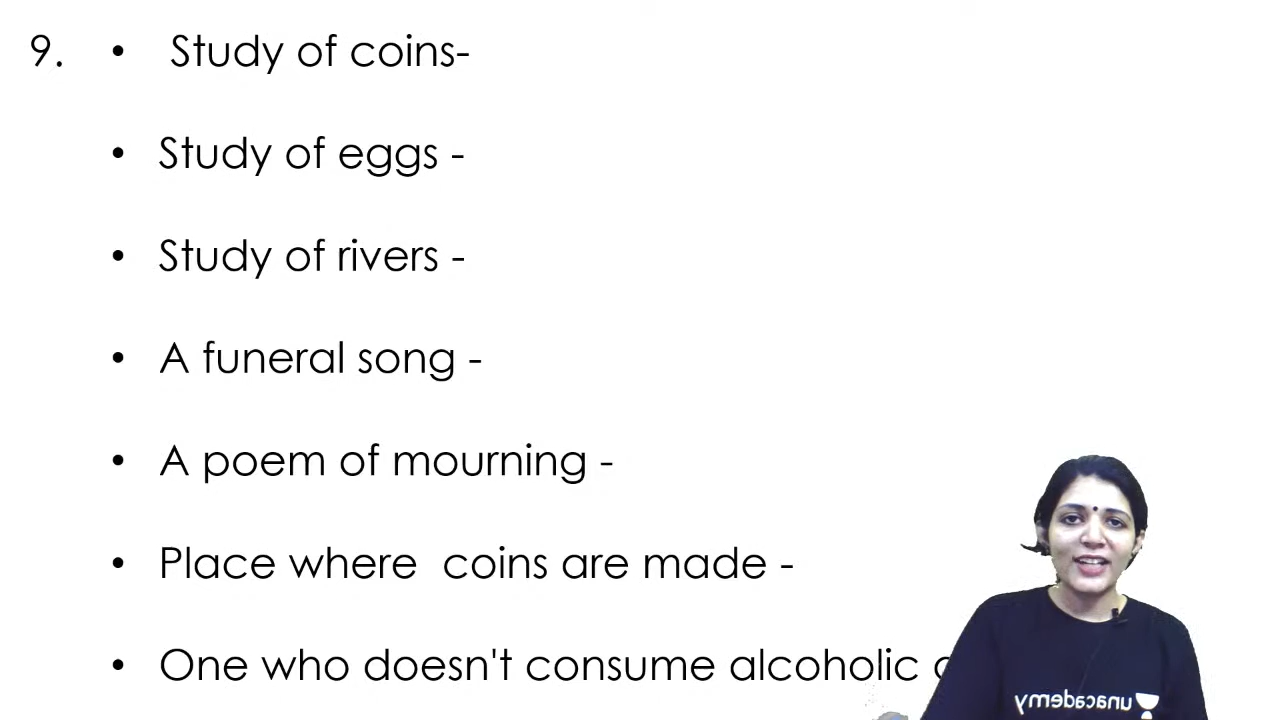 9. • Study of coins-
• Study of eggs -
• Study of rivers -
• A funeral song -
• A poem of mourning -
• Place where coins are made -
• One who doesn't consume alcoholic
unacademy